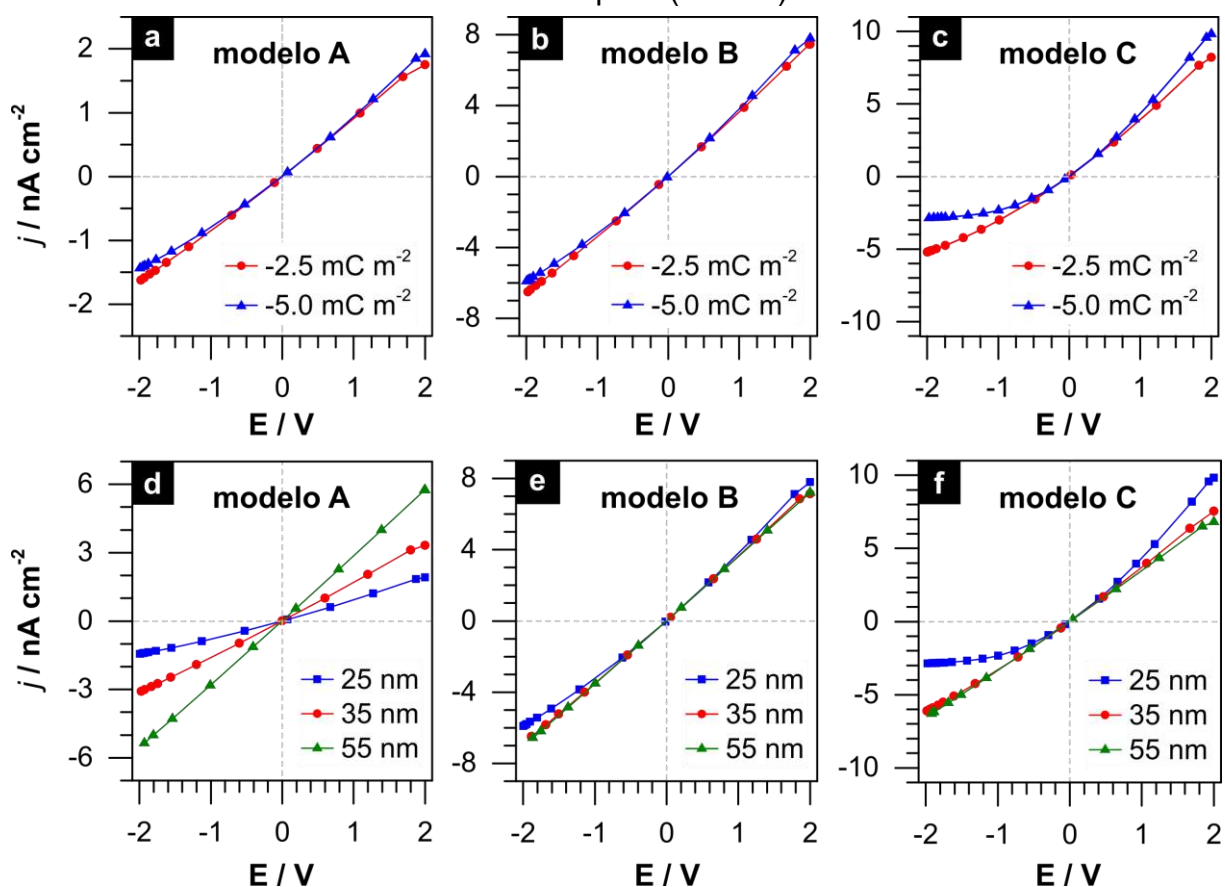 a modelo A
b modelo B
c modelo C
j / nA cm-2
2
1
0
-1
-2
8
4
0
-4
-8
10
5
0
-5
-10
-2.5 mC m-2
-5.0 mC m-2
-2.5 mC m-2
-5.0 mC m-2
-2.5 mC m-2
-5.0 mC m-2
-2 -1 0 1 2
-2 -1 0 1 2
-2 -1 0 1 2
E / V
E / V
E / V
d modelo A
e modelo B
f modelo C
j / nA cm-2
6
3
0
-3
-6
8
4
0
-4
-8
10
5
0
-5
-10
25 nm
35 nm
55 nm
25 nm
35 nm
55 nm
25 nm
35 nm
55 nm
-2 -1 0 1 2
-2 -1 0 1 2
-2 -1 0 1 2
E / V
E / V
E / V